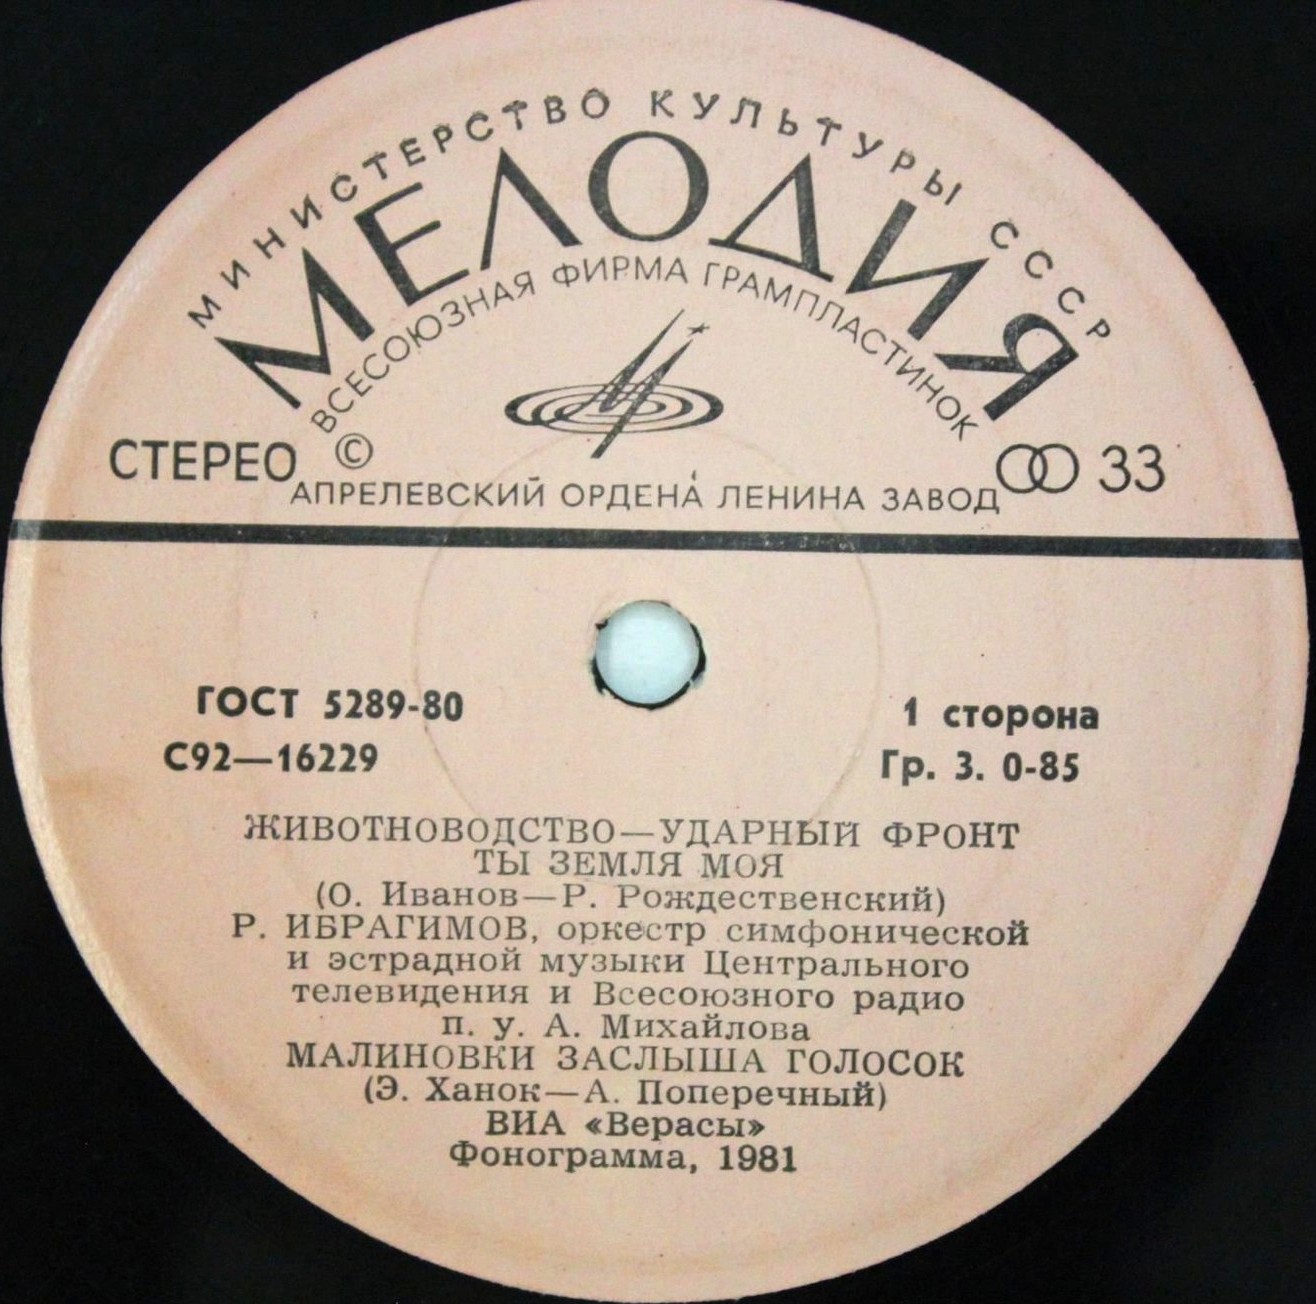 МИНИСТЕРСТВО КУЛЬТУРЫ СССР
МЕЛОДИЯ
ВСЕСОЮЗНАЯ ФИРМА ГРАМПЛАСТИНОК
СТЕРЕО © 33
АПРЕЛЕВСКИЙ ОРДЕНА ЛЕНИНА ЗАВОД
ГОСТ 5289-80 1 сторона
С92—16229 Гр. 3. 0-85
ЖИВОТНОВОДСТВО—УДАРНЫЙ ФРОНТ
ТЫ ЗЕМЛЯ МОЯ
(О. Иванов—Р. Рождественский)
Р. ИБРАГИМОВ, оркестр симфонической
и эстрадной музыки Центрального
телевидения и Всесоюзного радио
п. у. А. Михайлова
МАЛИНОВКИ ЗАСЛЫША ГОЛОСОК
(Э. Ханок—А. Поперечный)
ВИА «Верасы»
Фонограмма, 1981